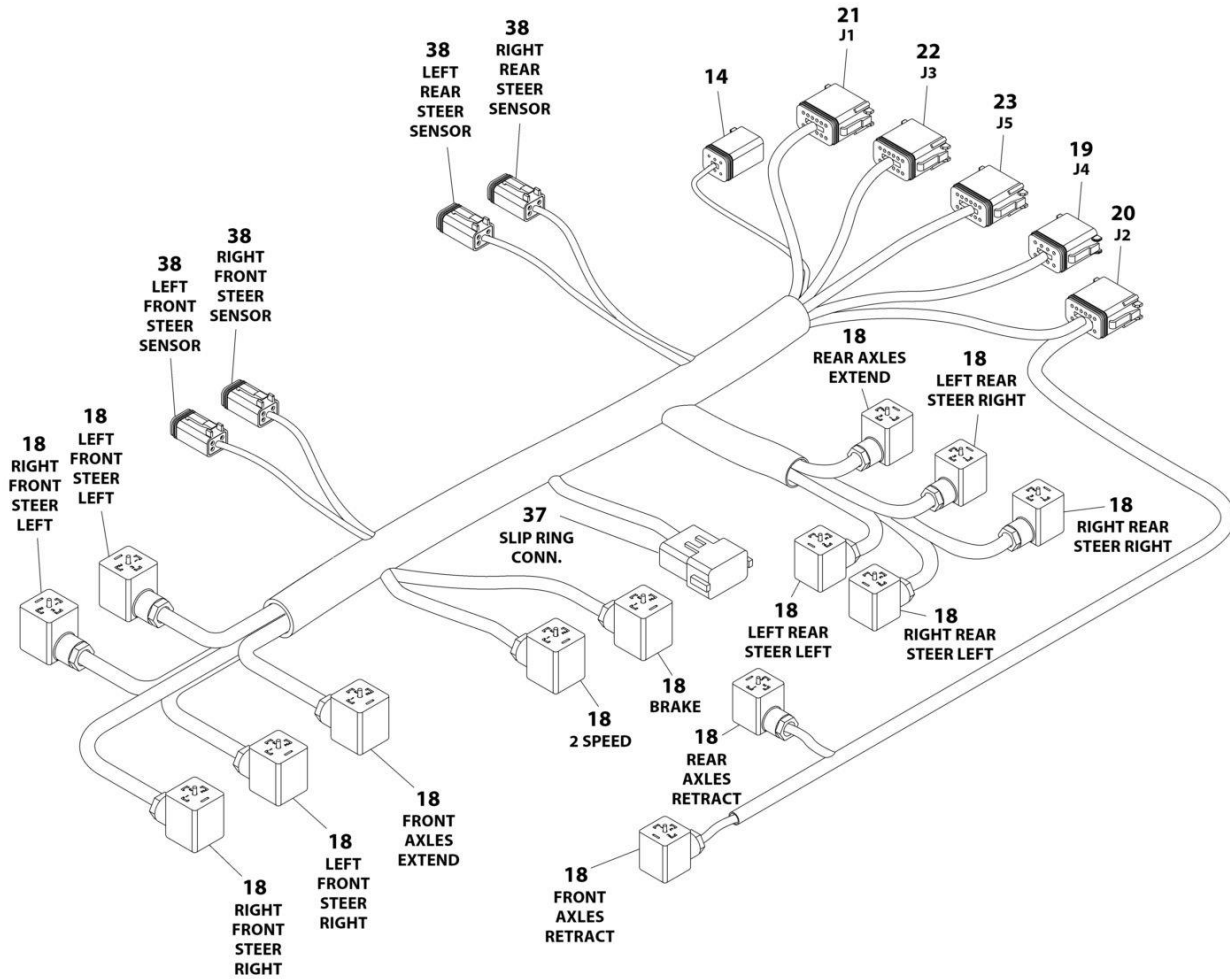 21
J1
38
RIGHT
REAR
STEER
SENSOR
22
J3
38
LEFT
REAR
STEER
SENSOR
14
23
J5
19
J4
20
J2
38
RIGHT
FRONT
STEER
SENSOR
38
LEFT
FRONT
STEER
SENSOR
18
REAR AXLES
EXTEND
18
LEFT REAR
STEER RIGHT
18
LEFT
FRONT
STEER
LEFT
18
RIGHT
FRONT
STEER
LEFT
37
SLIP RING
CONN.
18
RIGHT REAR
STEER RIGHT
18
LEFT REAR
STEER LEFT
18
RIGHT REAR
STEER LEFT
18
BRAKE
18
2 SPEED
18
REAR
AXLES
RETRACT
18
FRONT
AXLES
EXTEND
18
LEFT
FRONT
STEER
RIGHT
18
RIGHT
FRONT
STEER
RIGHT
18
FRONT
AXLES
RETRACT